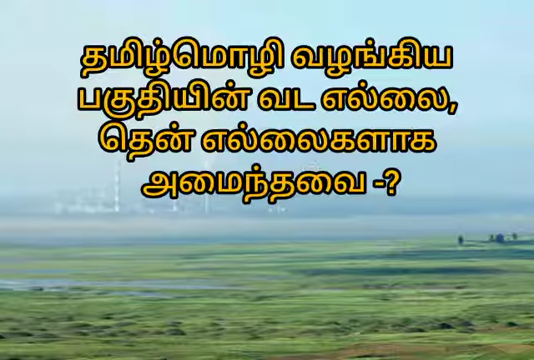 தமிழ்மொழி வழங்கிய
பகுதியின் வட எல்லை,
தென் எல்லைகளாக
அமைந்தவை -?